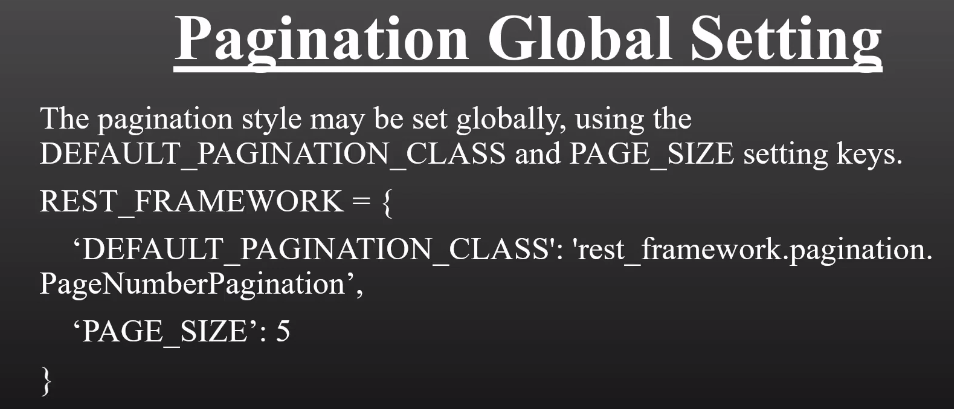 Pagination Global Setting
The pagination style may be set globally, using the
DEFAULT_PAGINATION_CLASS and PAGE_SIZE setting keys.
REST_FRAMEWORK = {
‘DEFAULT_PAGINATION_CLASS': 'rest_framework.pagination.
PageNumberPagination’,
‘PAGE_SIZE’: 5
}